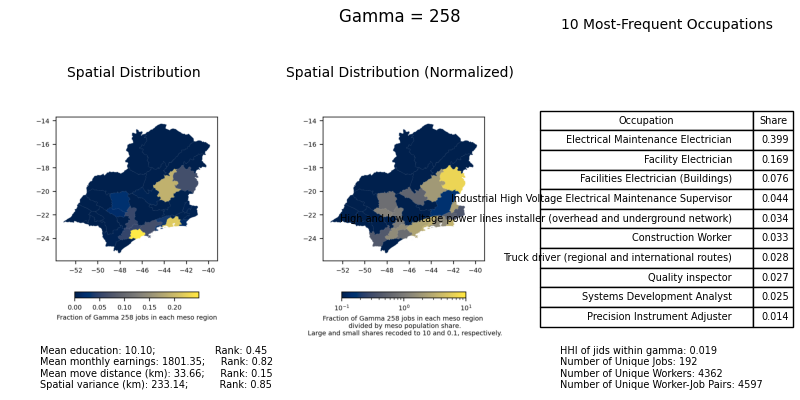 Gamma = 258
10 Most-Frequent Occupations
Spatial Distribution
Spatial Distribution (Normalized)
−14
−16
−18
−20
−22
−24
−52 −50 −48 −46 −44 −42 −40
0.00 0.05 0.10 0.15 0.20
Fraction of Gamma 258 jobs in each meso region
−14
−16
−18
−20
−22
−24
−52 −50 −48 −46 −44 −42 −40
10⁻¹ 10⁰ 10¹
Fraction of Gamma 258 jobs in each meso region
divided by meso population share.
Large and small shares recoded to 10 and 0.1, respectively.
Occupation Share
Electrical Maintenance Electrician 0.399
Facility Electrician 0.169
Facilities Electrician (Buildings) 0.076
Industrial High Voltage Electrical Maintenance Supervisor 0.044
High and low voltage power lines installer (overhead and underground network) 0.034
Construction Worker 0.033
Truck driver (regional and international routes) 0.028
Quality inspector 0.027
Systems Development Analyst 0.025
Precision Instrument Adjuster 0.014
Mean education: 10.10; Rank: 0.45
Mean monthly earnings: 1801.35; Rank: 0.82
Mean move distance (km): 33.66; Rank: 0.15
Spatial variance (km): 233.14; Rank: 0.85
HHI of jids within gamma: 0.019
Number of Unique Jobs: 192
Number of Unique Workers: 4362
Number of Unique Worker-Job Pairs: 4597